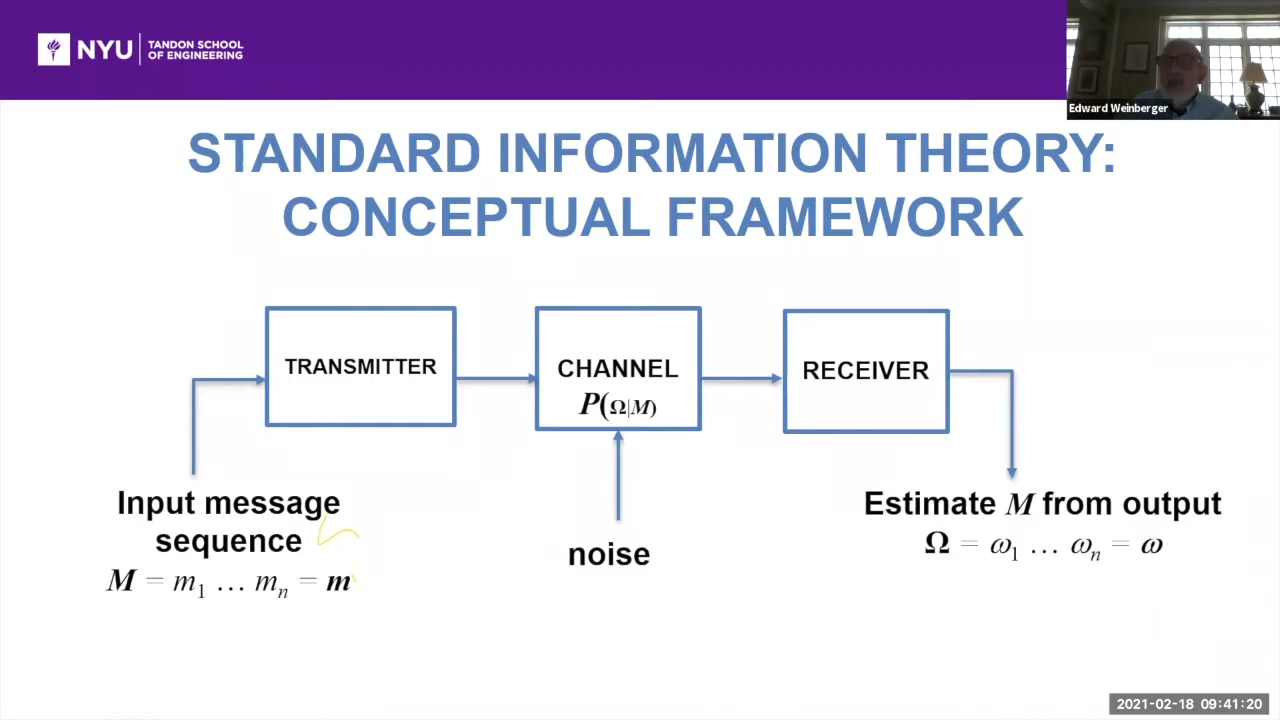 NYU
TANDON SCHOOL
OF ENGINEERING
Edward Weinberger
STANDARD INFORMATION THEORY:
CONCEPTUAL FRAMEWORK
TRANSMITTER
CHANNEL
P(Ω|M)
RECEIVER
Input message
sequence
M = m₁ … mₙ = m
noise
Estimate M from output
Ω = ω₁ … ωₙ = ω
2021-02-18 09:41:20